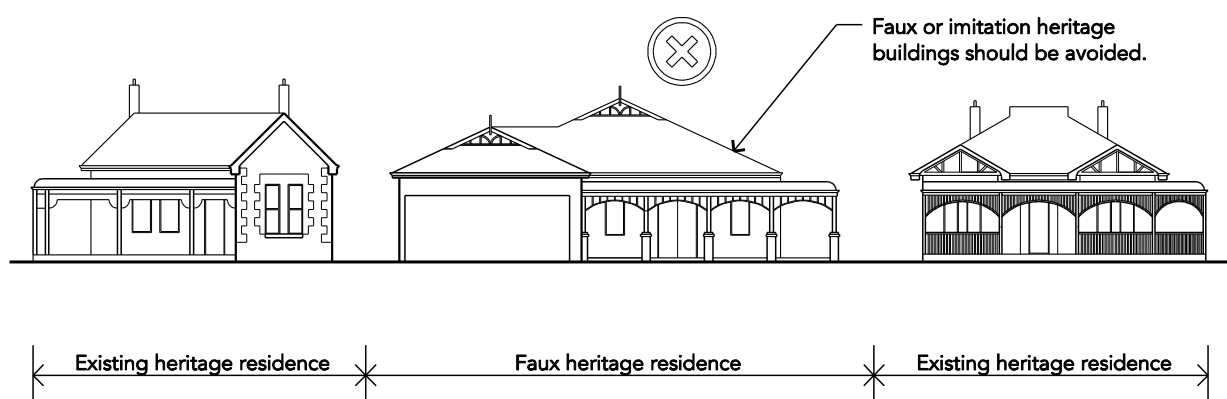 Faux or imitation heritage
buildings should be avoided.
Existing heritage residence
Faux heritage residence
Existing heritage residence